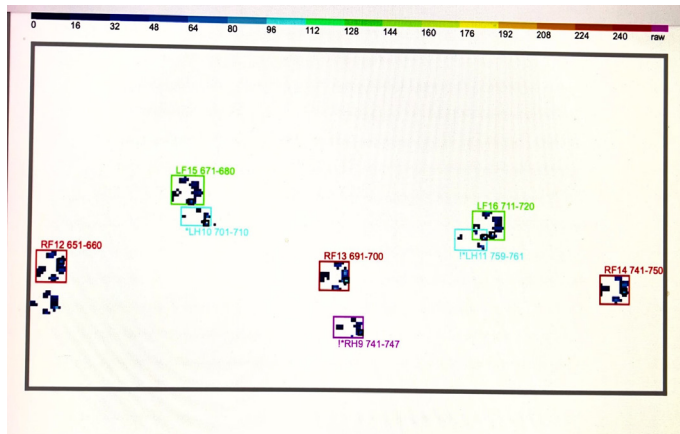 0 16 32 48 64 80 96 112 128 144 160 176 192 208 224 240 raw
LF15 671-680
LF16 711-720
*LH10 701-710
RF12 651-660
RF13 691-700
!*LH11 759-761
RF14 741-750
!*RH9 741-747